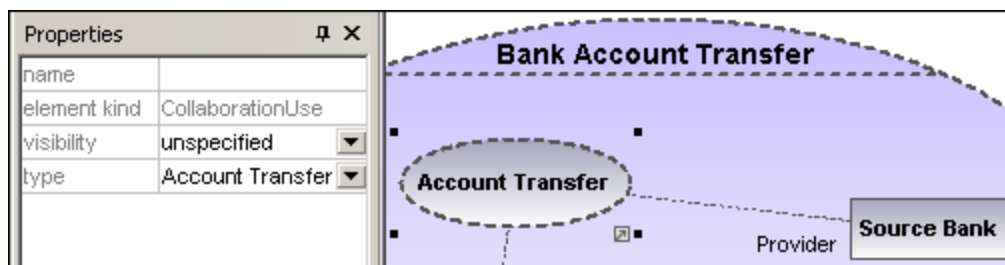 Properties
name
element kind CollaborationUse
visibility unspecified
type Account Transfer
Bank Account Transfer
Account Transfer
Source Bank
Provider